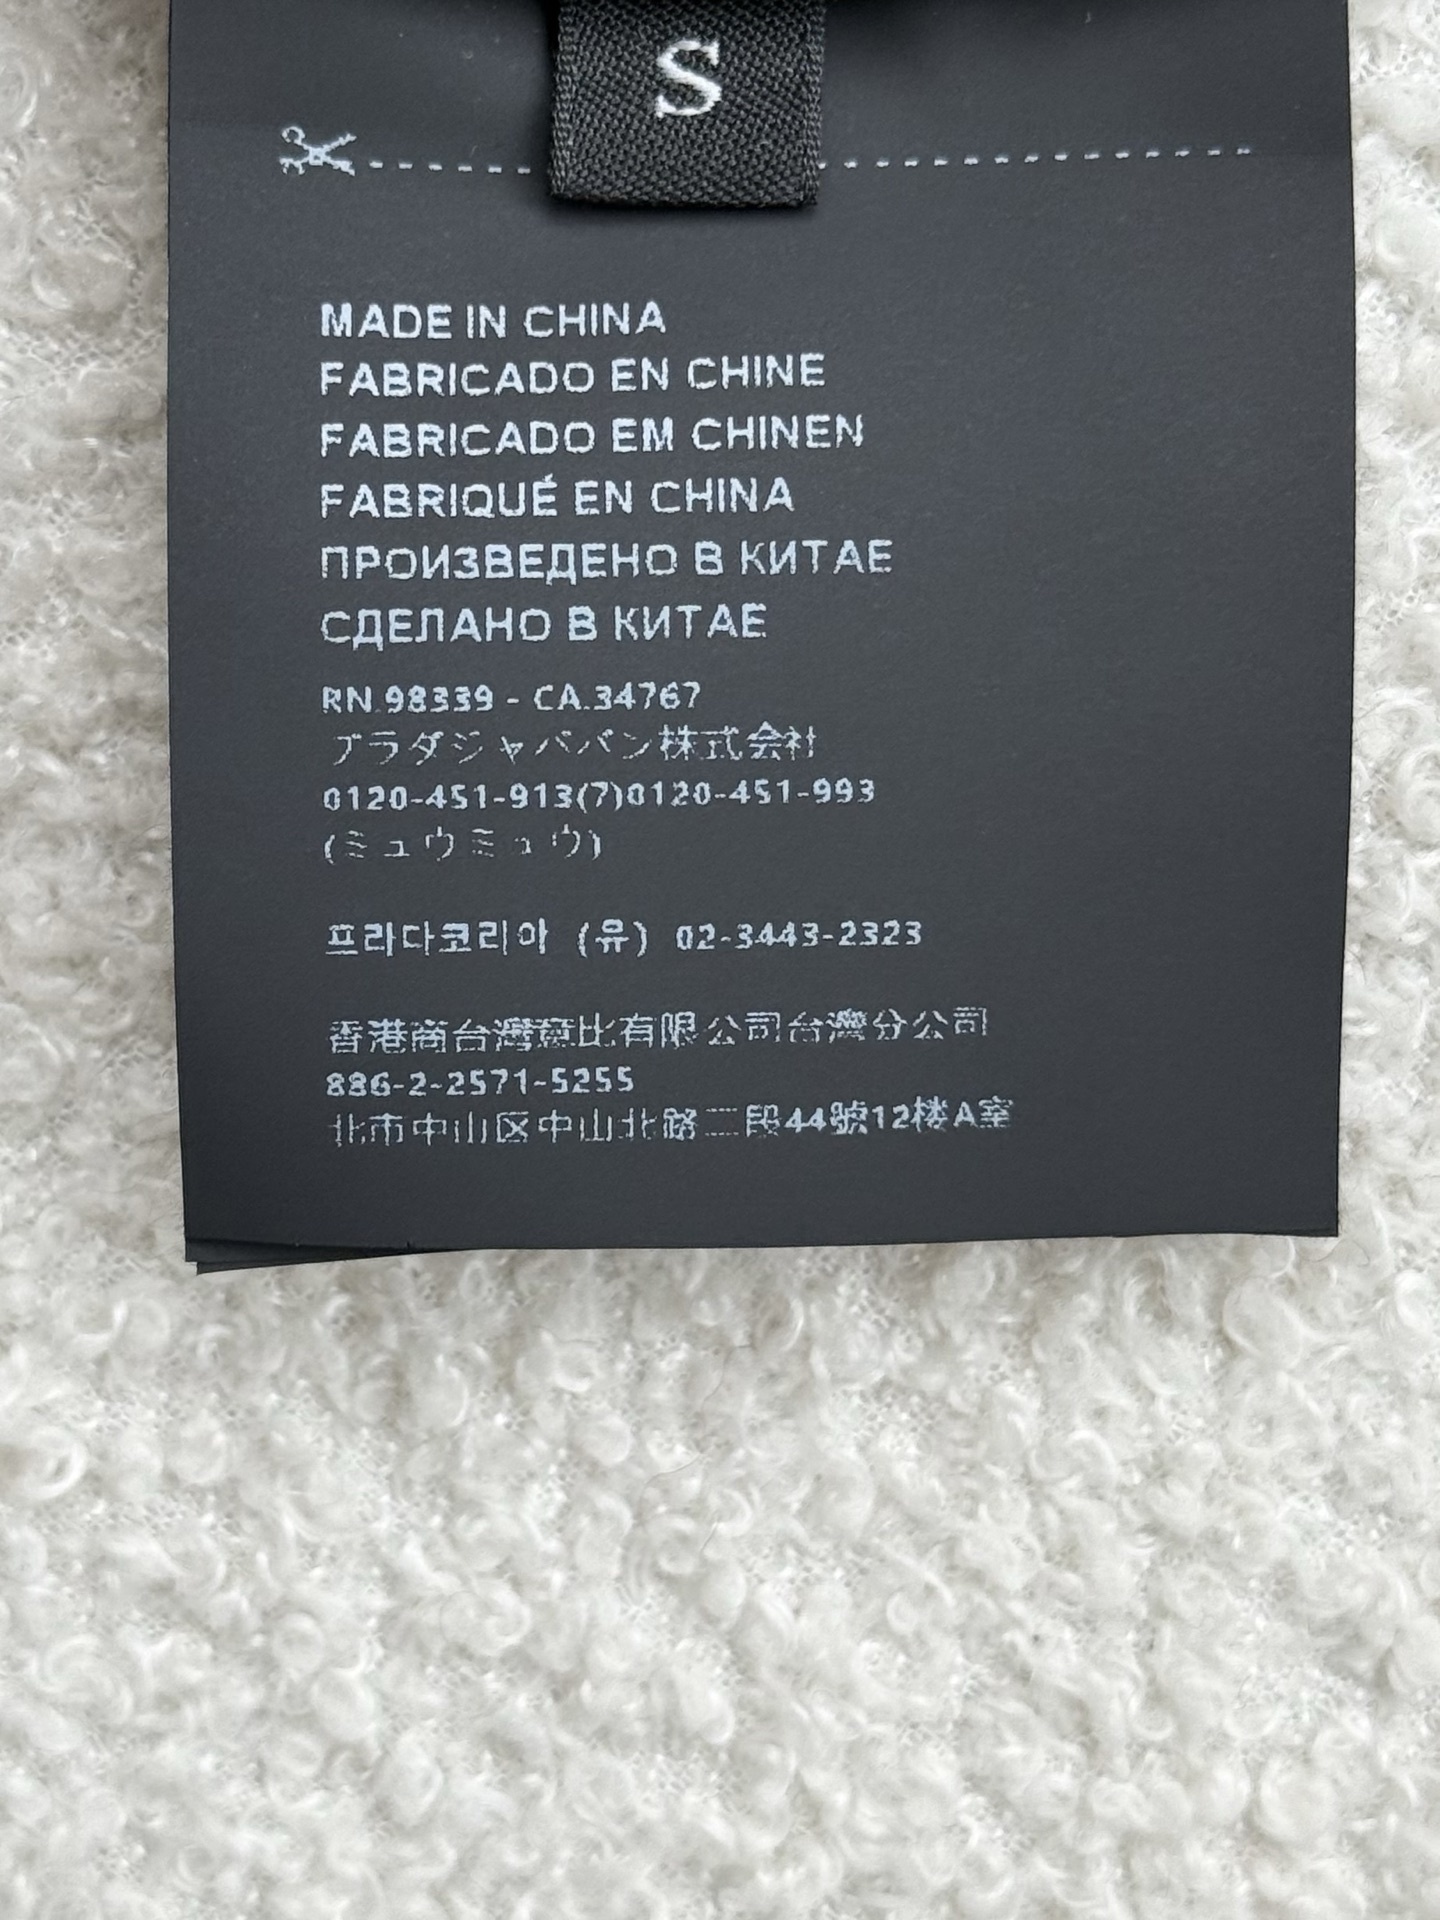 S
MADE IN CHINA
FABRICADO EN CHINE
FABRICADO EM CHINEN
FABRIQUÉ EN CHINA
ПРОИЗВЕДЕНО В КИТАЕ
СДЕЛАНО В КИТАЕ
RN.98339 - CA.34767
プラダジャパパン株式会社
0120-451-913(7)0120-451-993
(ミュウミュウ)
프라다코리아 (유) 02-3443-2323
香港商台灣意比有限公司台灣分公司
886-2-2571-5255
北市中山区中山北路二段44號12楼A室